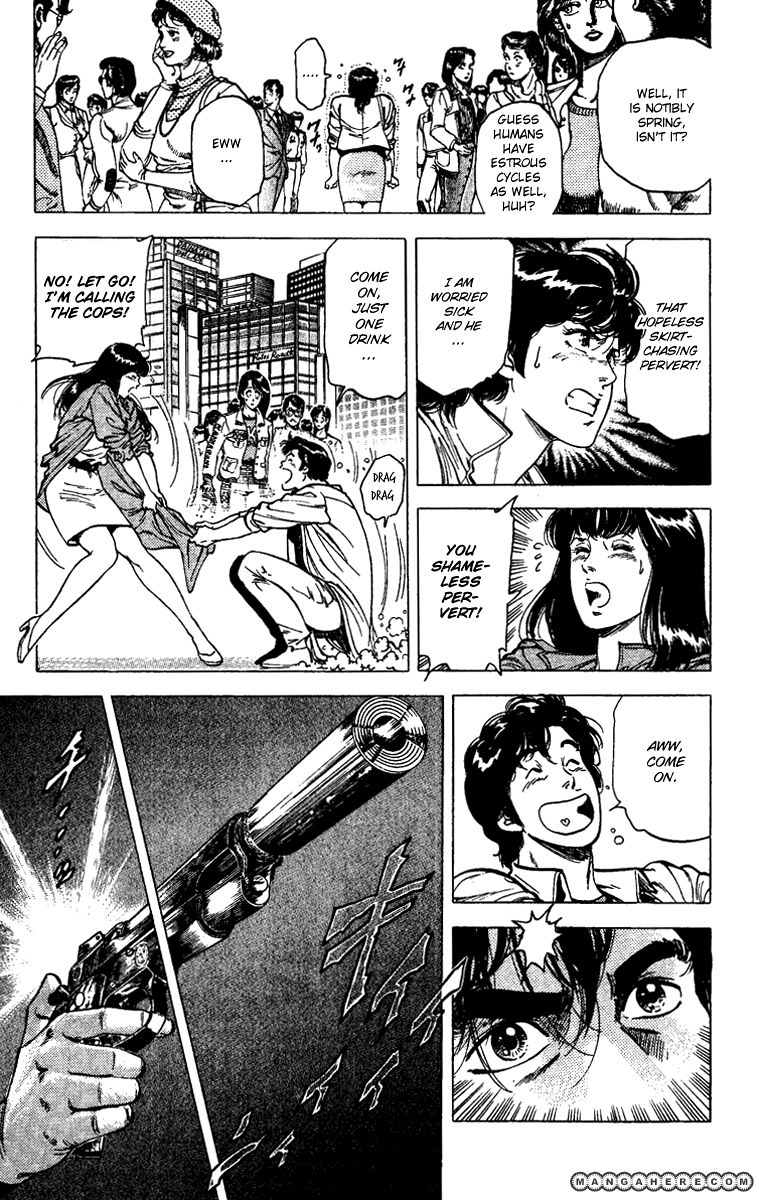 WELL, IT
IS NOTIBLY
SPRING,
ISN'T IT?
GUESS
HUMANS
HAVE
ESTROUS
CYCLES
AS WELL,
HUH?
....
EWW
...
THAT
HOPELESS
SKIRT-
CHASING
PERVERT!
I AM
WORRIED
SICK
AND HE
...
COME
ON,
JUST
ONE
DRINK
...
NO! LET GO!
I'M CALLING
THE COPS!
DRAG
DRAG
YOU
SHAME-
LESS
PER-
VERT!
AWW,
COME
ON.
MANGAHERE.COM